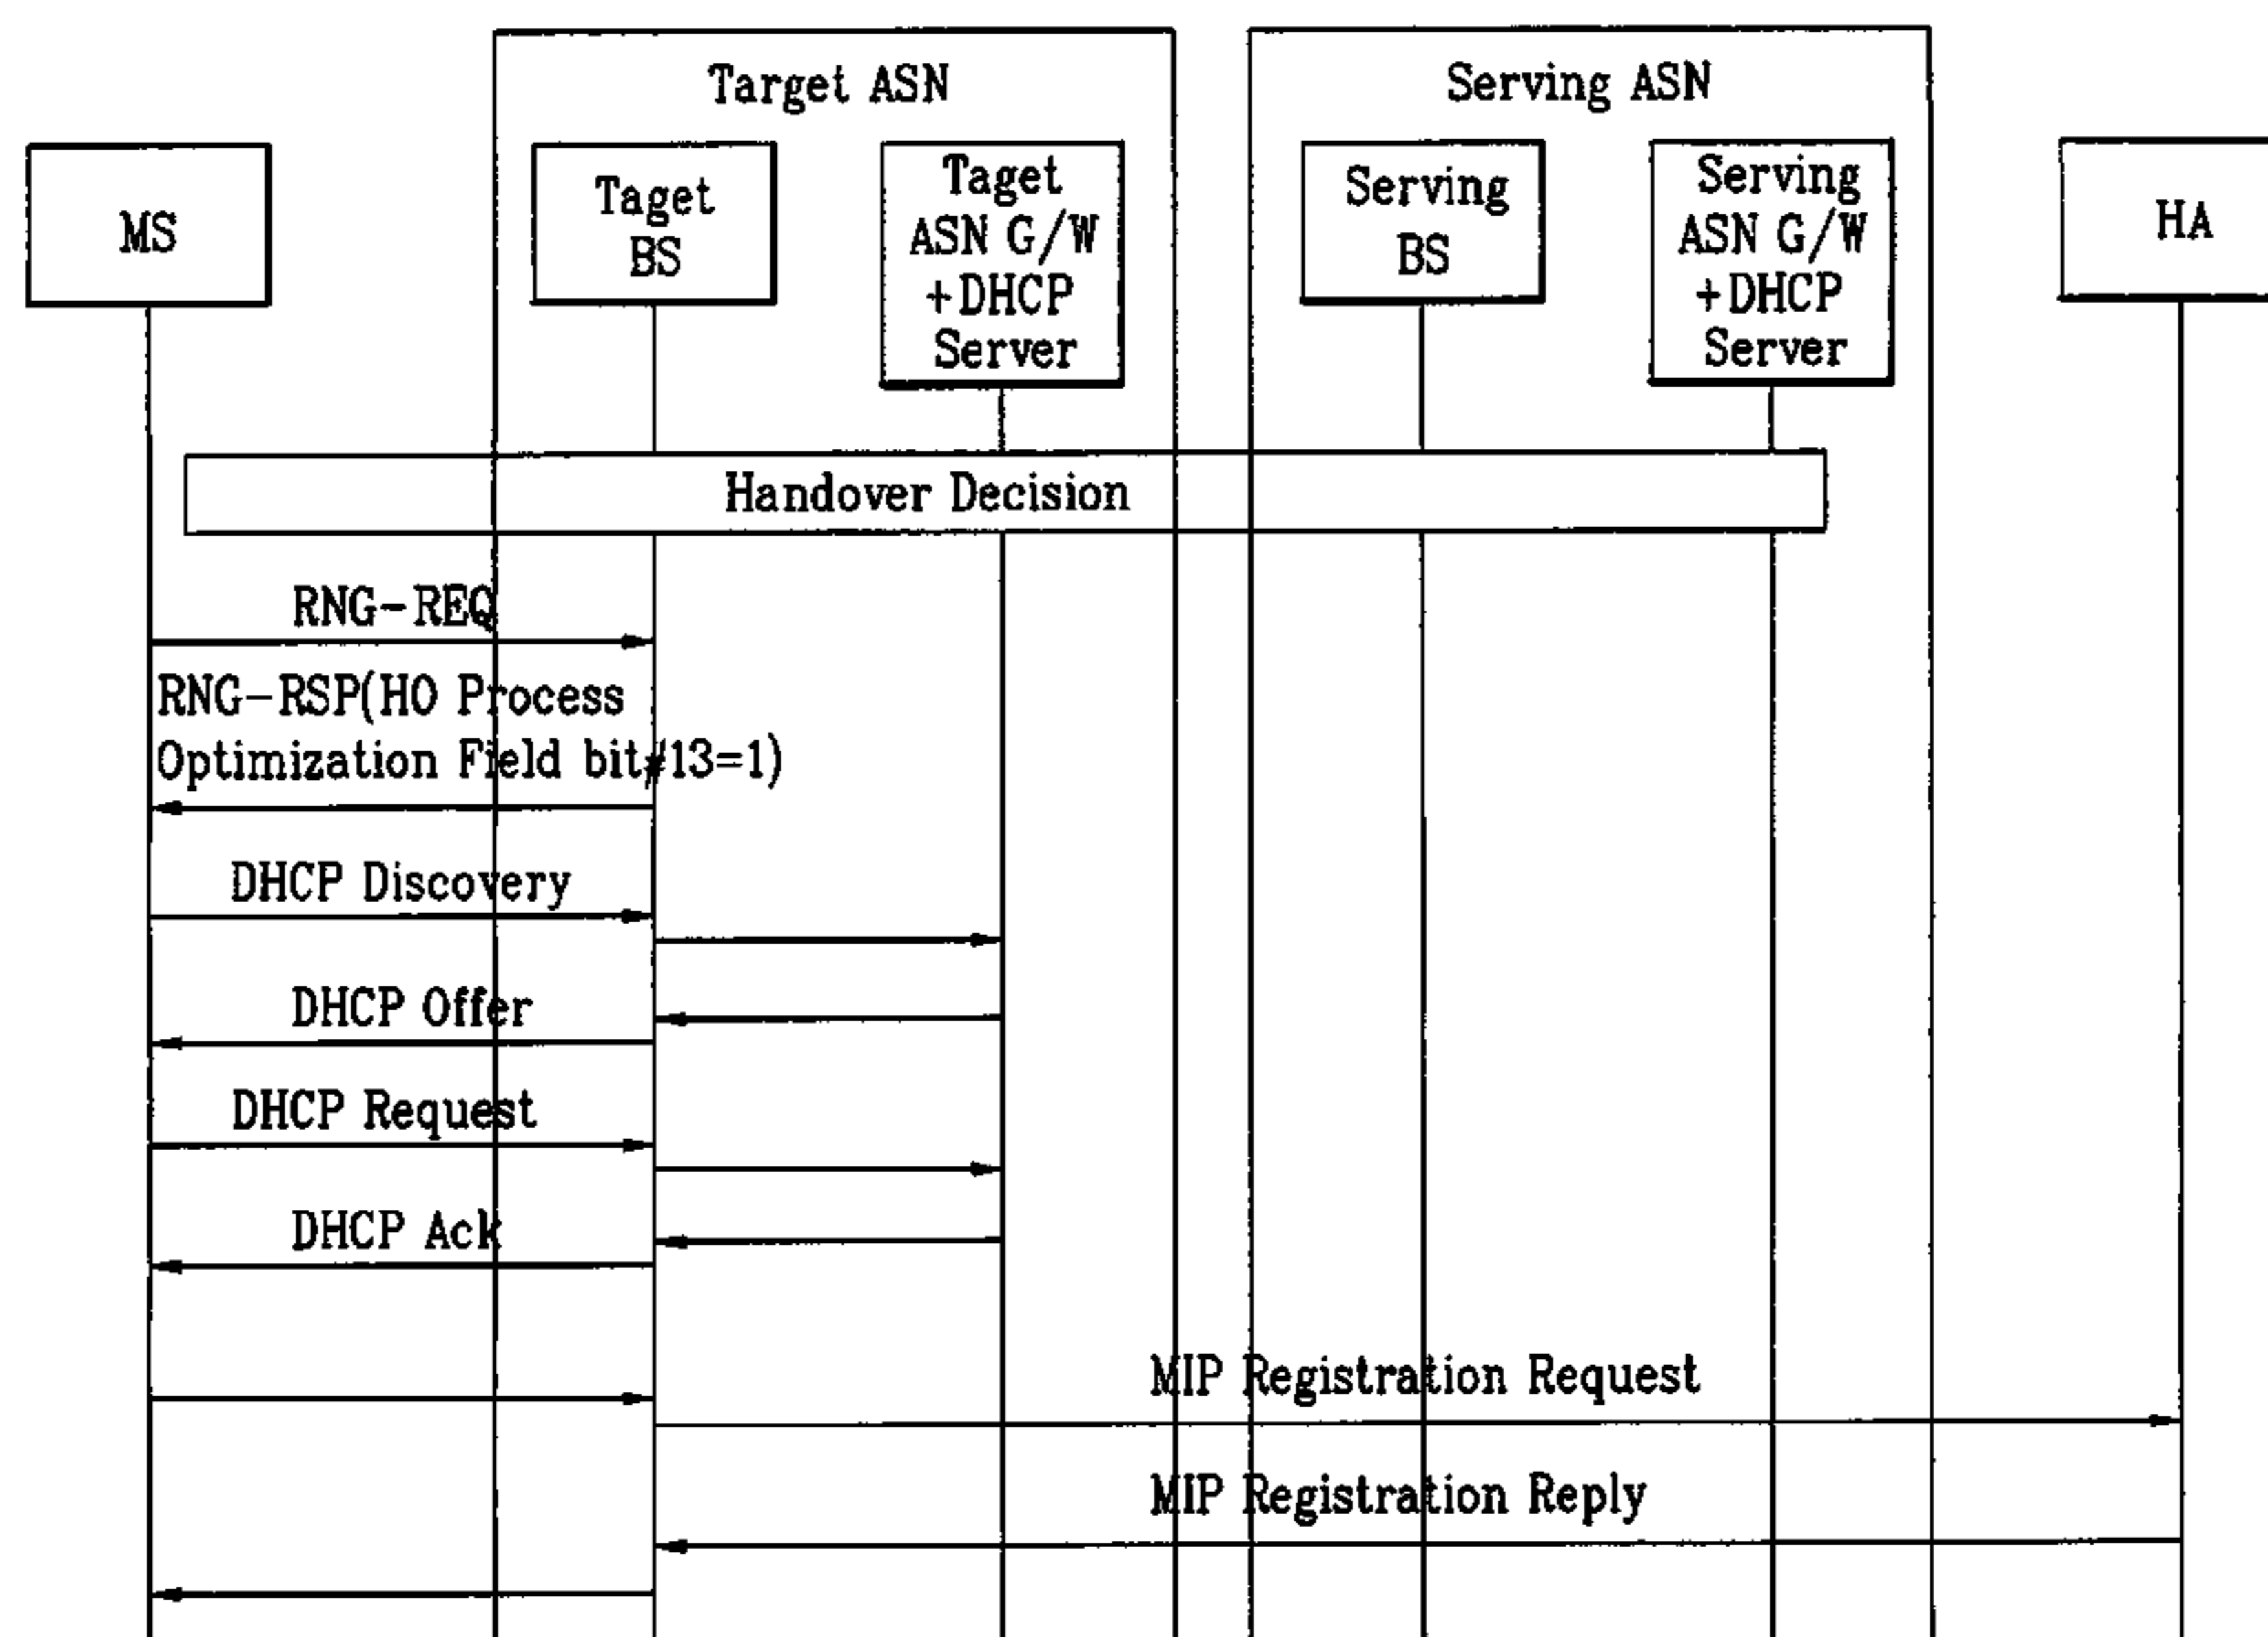 Target ASN
Serving ASN
MS
Taget
BS
Taget
ASN G/W
+DHCP
Server
Serving
BS
Serving
ASN G/W
+DHCP
Server
HA
Handover Decision
RNG-REQ
RNG-RSP(HO Process
Optimization Field bit#13=1)
DHCP Discovery
DHCP Offer
DHCP Request
DHCP Ack
MIP Registration Request
MIP Registration Reply